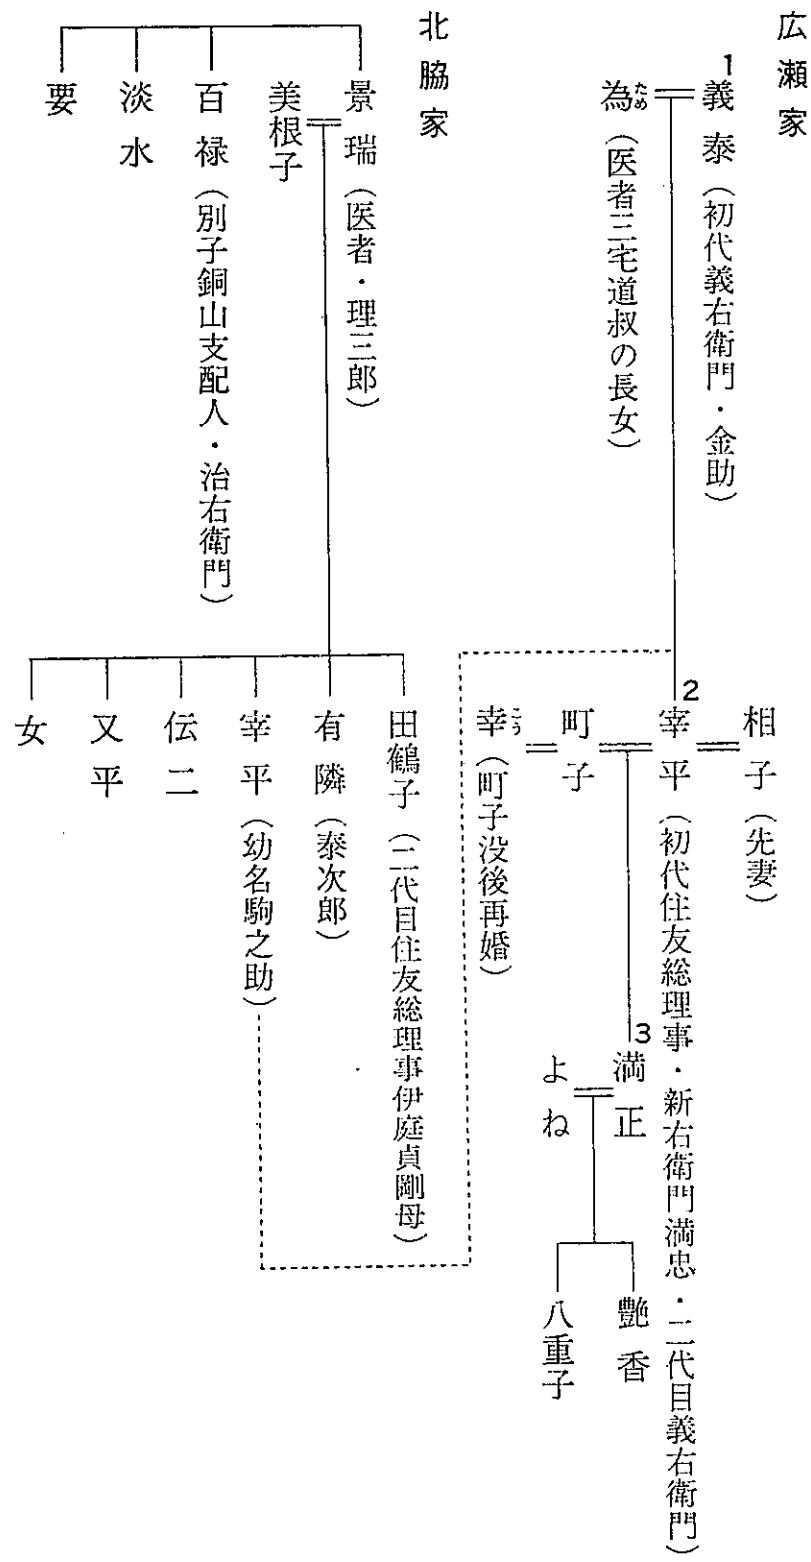 広瀬家
1
義泰（初代義右衛門・金助）
為（医者三宅道叔の長女）
ため
相子（先妻）
2
宰平（初代住友総理事・新右衛門満忠・二代目義右衛門）
町子
幸（町子没後再婚）
3
満正
よね
艶香
八重子
北脇家
景瑞（医者・理三郎）
美根子
百禄（別子銅山支配人・治右衛門）
淡水
要
田鶴子（二代目住友総理事伊庭貞剛母）
有隣（泰次郎）
宰平（幼名駒之助）
伝二
又平
女